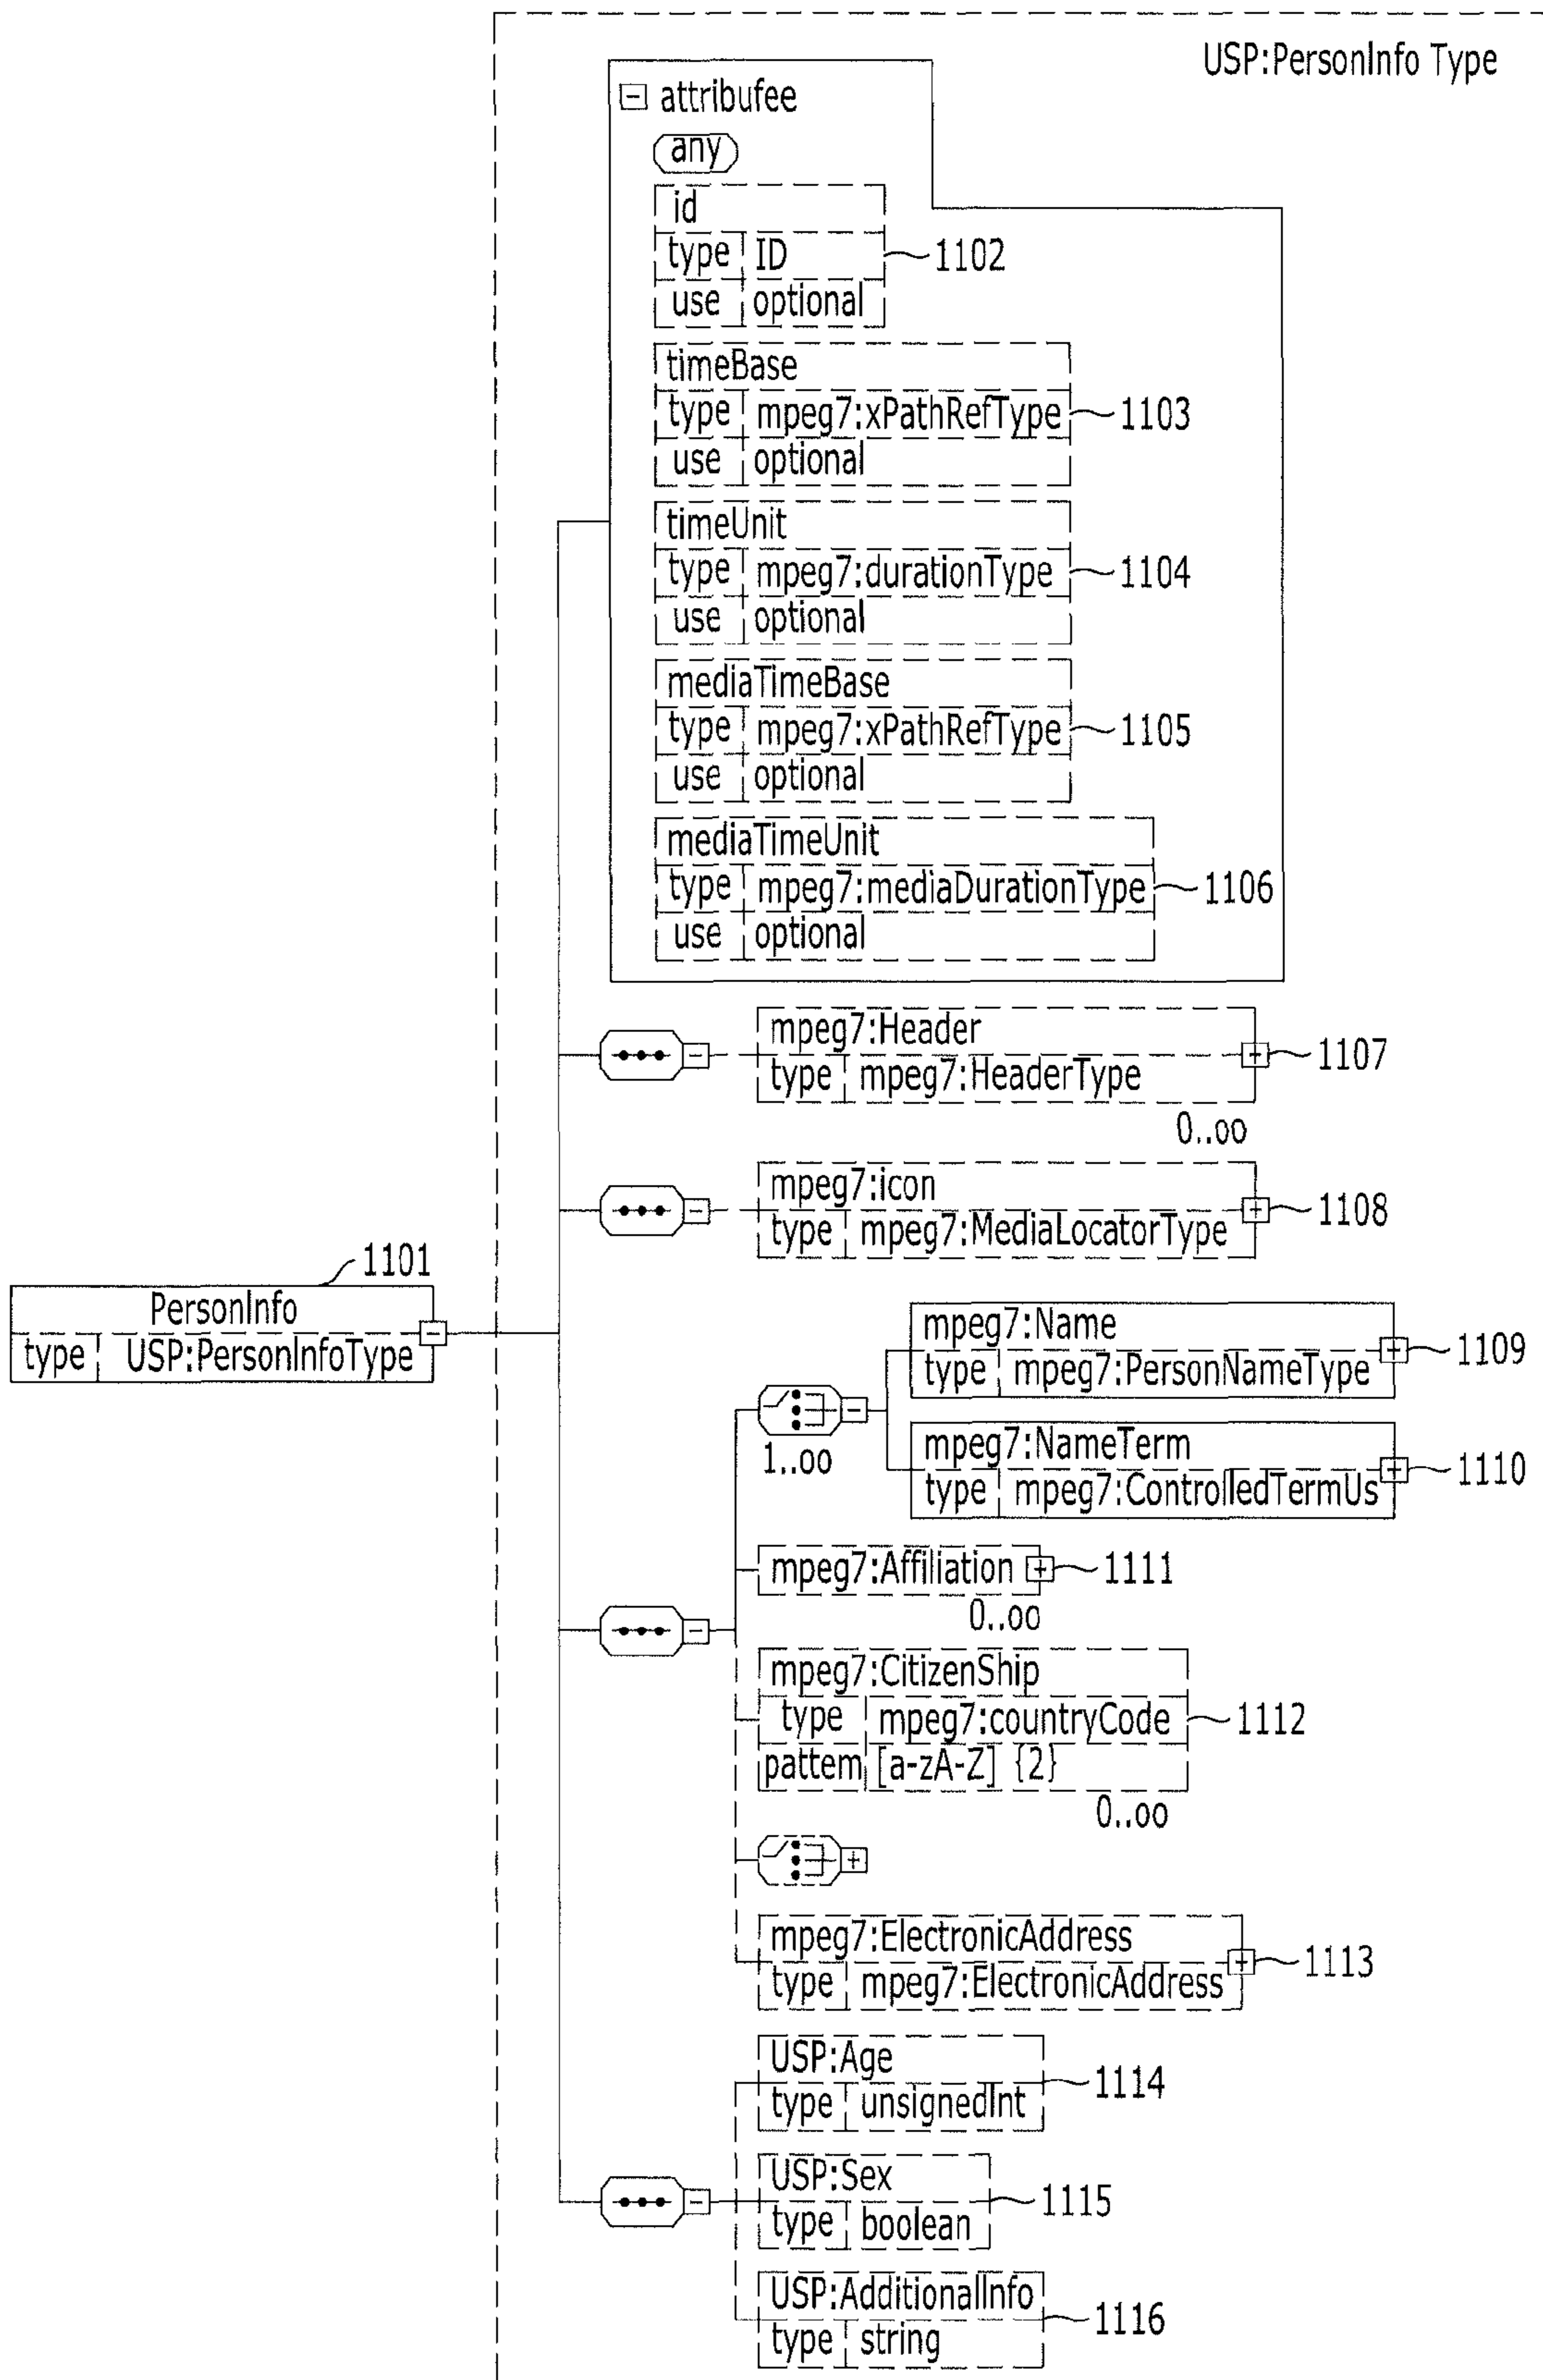 USP:PersonInfo Type
attribufee
any
id
type ID 1102
use optional
timeBase
type mpeg7:xPathRefType 1103
use optional
timeUnit
type mpeg7:durationType 1104
use optional
mediaTimeBase
type mpeg7:xPathRefType 1105
use optional
mediaTimeUnit
type mpeg7:mediaDurationType 1106
use optional
mpeg7:Header
type mpeg7:HeaderType 1107
0..oo
mpeg7:icon
type mpeg7:MediaLocatorType 1108
1101
PersonInfo
type USP:PersonInfoType
mpeg7:Name
type mpeg7:PersonNameType 1109
1..oo
mpeg7:NameTerm
type mpeg7:ControlledTermUs 1110
mpeg7:Affiliation 1111
0..oo
mpeg7:CitizenShip
type mpeg7:countryCode 1112
pattem [a-zA-Z] {2}
0..oo
mpeg7:ElectronicAddress
type mpeg7:ElectronicAddress 1113
USP:Age
type unsignedInt 1114
USP:Sex
type boolean 1115
USP:AdditionalInfo
type string 1116